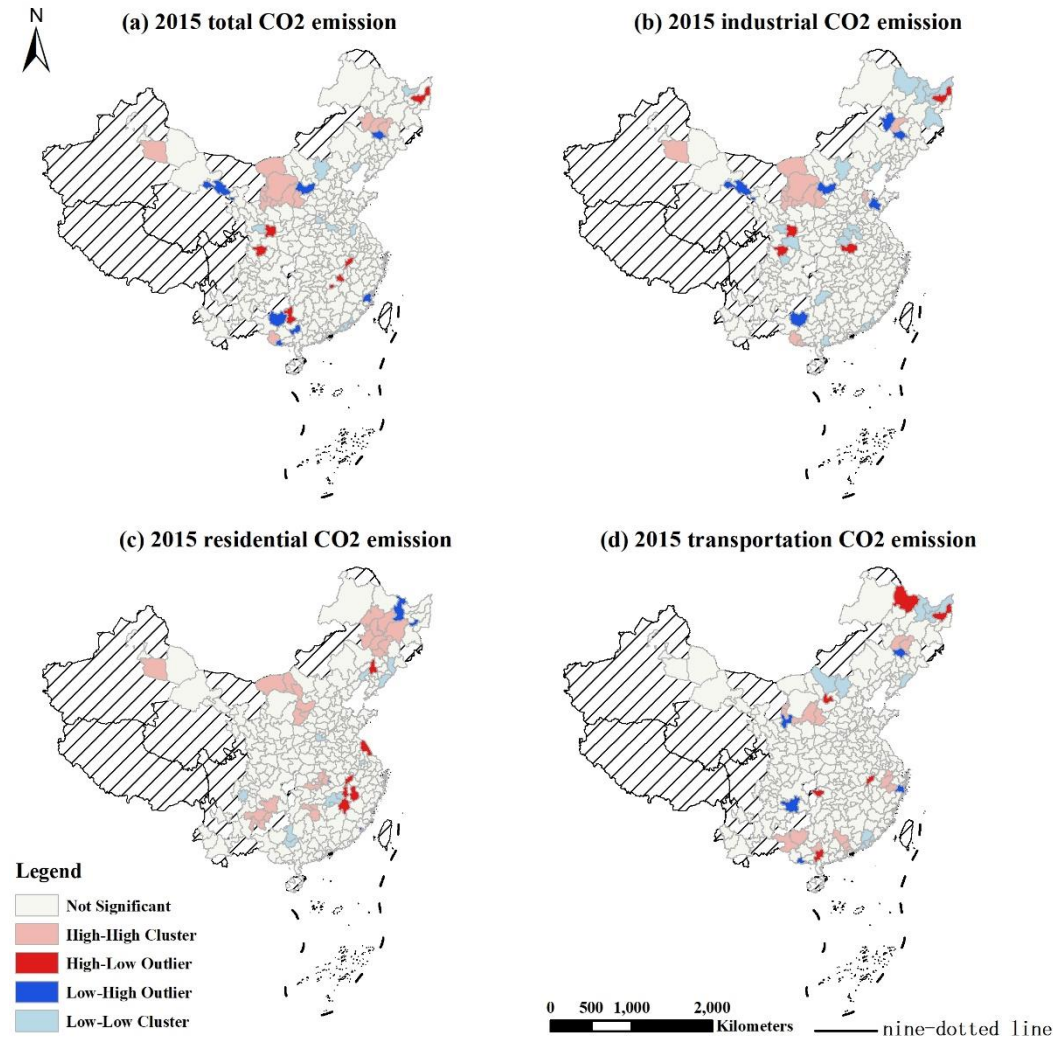 N
(a) 2015 total CO2 emission
(b) 2015 industrial CO2 emission
(c) 2015 residential CO2 emission
(d) 2015 transportation CO2 emission
Legend
Not Significant
High-High Cluster
High-Low Outlier
Low-High Outlier
Low-Low Cluster
0 500 1,000 2,000
Kilometers
nine-dotted line